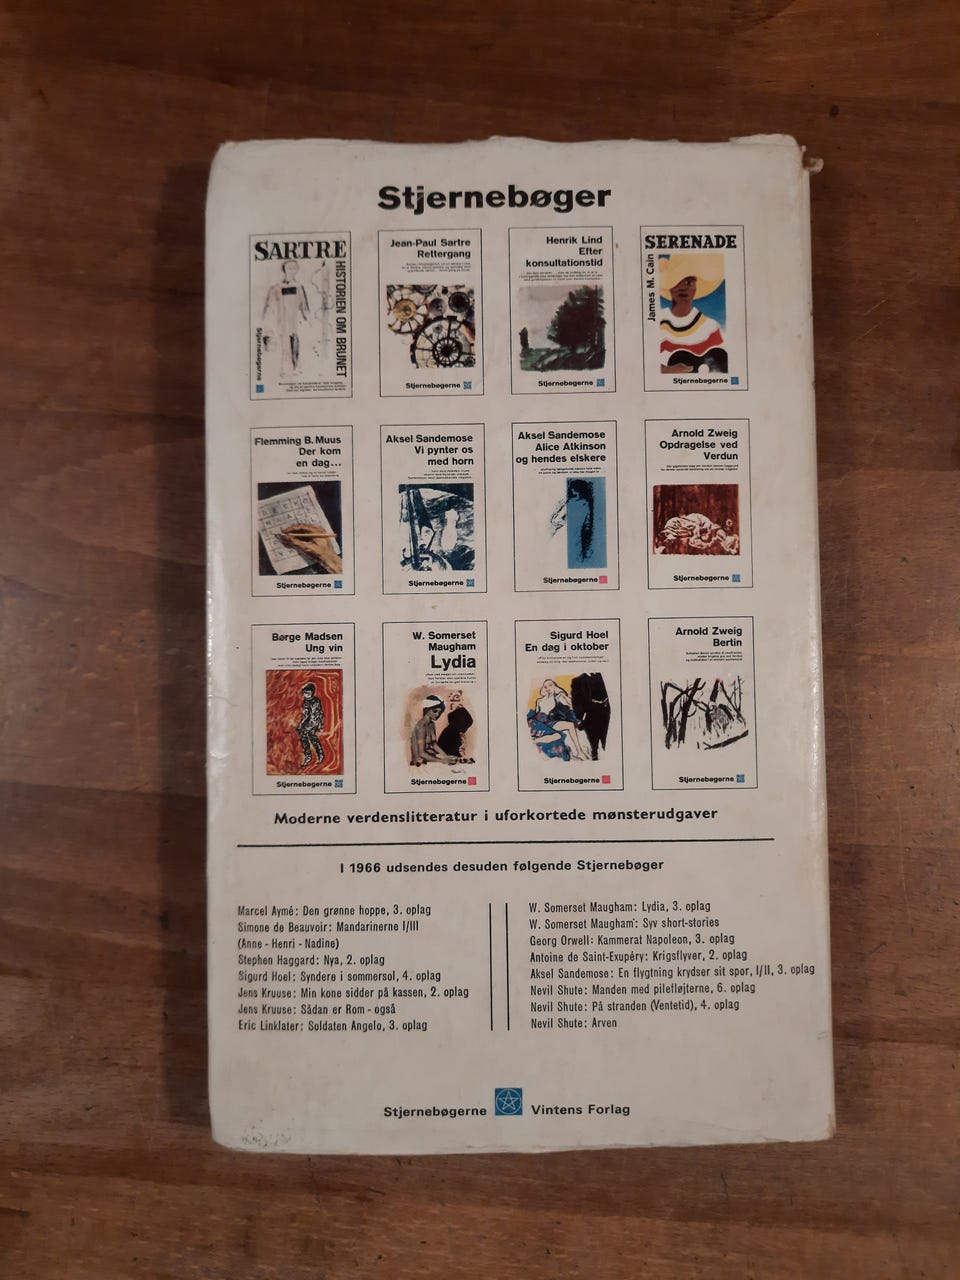 Stjernebøger
SARTRE
HISTORIEN OM BRUNET
Stjernebøgerne
Jean-Paul Sartre
Rettergang
Stjernebøgerne
Henrik Lind
Efter
konsultationstid
Stjernebøgerne
SERENADE
James M. Cain
Stjernebøgerne
Flemming B. Muus
Der kom
en dag...
Stjernebøgerne
Aksel Sandemose
Vi pynter os
med horn
Stjernebøgerne
Aksel Sandemose
Alice Atkinson
og hendes elskere
Stjernebøgerne
Arnold Zweig
Opdragelse ved
Verdun
Stjernebøgerne
Børge Madsen
Ung vin
Stjernebøgerne
W. Somerset
Maugham
Lydia
Stjernebøgerne
Sigurd Hoel
En dag i oktober
Stjernebøgerne
Arnold Zweig
Bertin
Stjernebøgerne
Moderne verdenslitteratur i uforkortede mønsterudgaver
I 1966 udsendes desuden følgende Stjernebøger
Marcel Aymé: Den grønne hoppe, 3. oplag
Simone de Beauvoir: Mandarinerne I/III
(Anne - Henri - Nadine)
Stephen Haggard: Nya, 2. oplag
Sigurd Hoel: Syndere i sommersol, 4. oplag
Jens Kruuse: Min kone sidder på kassen, 2. oplag
Jens Kruuse: Sådan er Rom - også
Eric Linklater: Soldaten Angelo, 3. oplag
W. Somerset Maugham: Lydia, 3. oplag
W. Somerset Maugham: Syv short-stories
Georg Orwell: Kammerat Napoleon, 3. oplag
Antoine de Saint-Exupéry: Krigsflyver, 2. oplag
Aksel Sandemose: En flygtning krydser sit spor, I/II, 3. oplag
Nevil Shute: Manden med pilefløjterne, 6. oplag
Nevil Shute: På stranden (Ventetid), 4. oplag
Nevil Shute: Arven
Stjernebøgerne Vintens Forlag